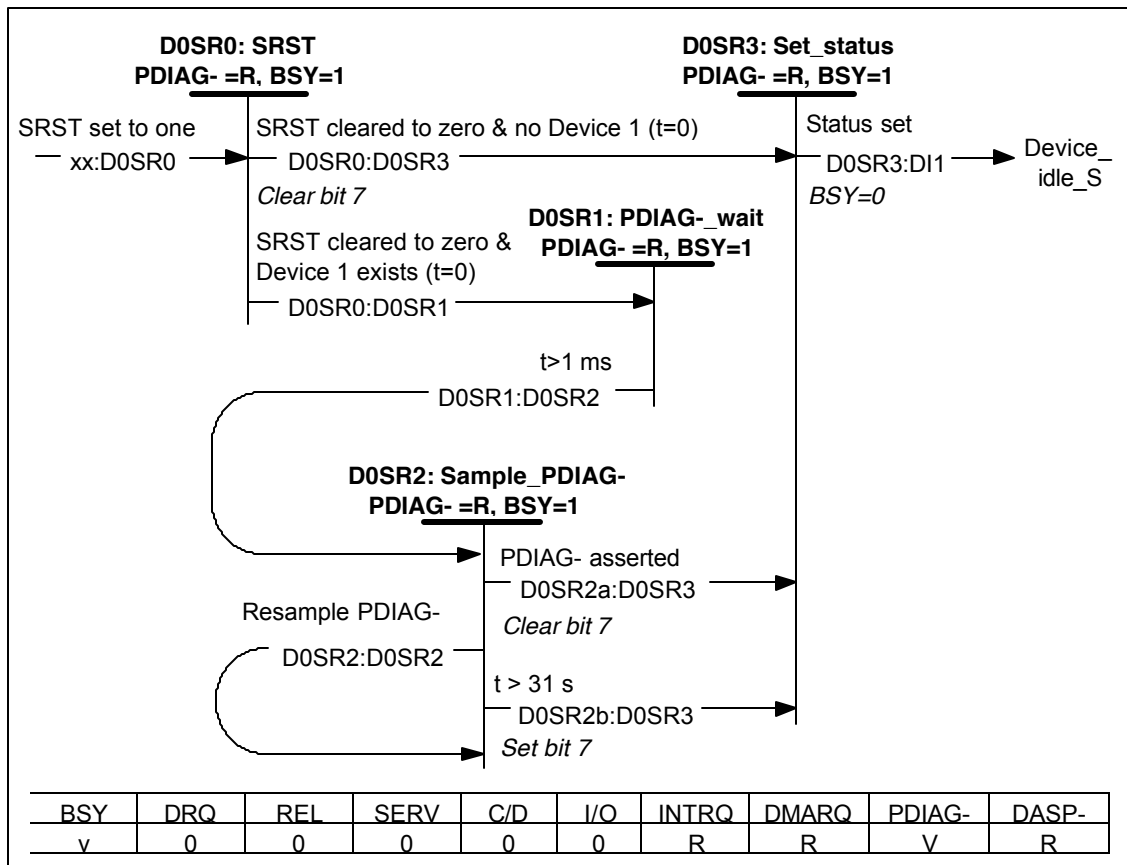 D0SR0: SRST
PDIAG- =R, BSY=1
D0SR3: Set_status
PDIAG- =R, BSY=1
SRST set to one
xx:D0SR0
SRST cleared to zero & no Device 1 (t=0)
D0SR0:D0SR3
Clear bit 7
Status set
D0SR3:DI1
BSY=0
Device_
idle_S
D0SR1: PDIAG-_wait
PDIAG- =R, BSY=1
SRST cleared to zero &
Device 1 exists (t=0)
D0SR0:D0SR1
t>1 ms
D0SR1:D0SR2
D0SR2: Sample_PDIAG-
PDIAG- =R, BSY=1
PDIAG- asserted
D0SR2a:D0SR3
Clear bit 7
Resample PDIAG-
D0SR2:D0SR2
t > 31 s
D0SR2b:D0SR3
Set bit 7
BSY DRQ REL SERV C/D I/O INTRQ DMARQ PDIAG- DASP-
v 0 0 0 0 0 R R V R